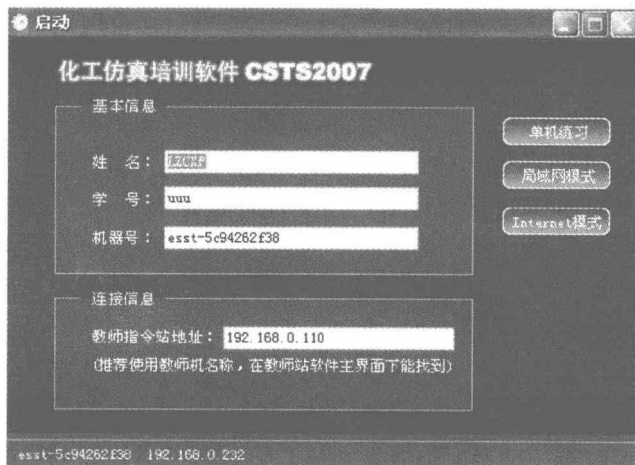 启动
化工仿真培训软件 CSTS2007
基本信息
姓 名：LZCKP
学 号：uuu
机器号：esst-5c94262f38
单机练习
局域网模式
Internet模式
连接信息
教师指令站地址：192.168.0.110
(推荐使用教师机名称，在教师站软件主界面下能找到)
esst-5c94262f38 192.168.0.232